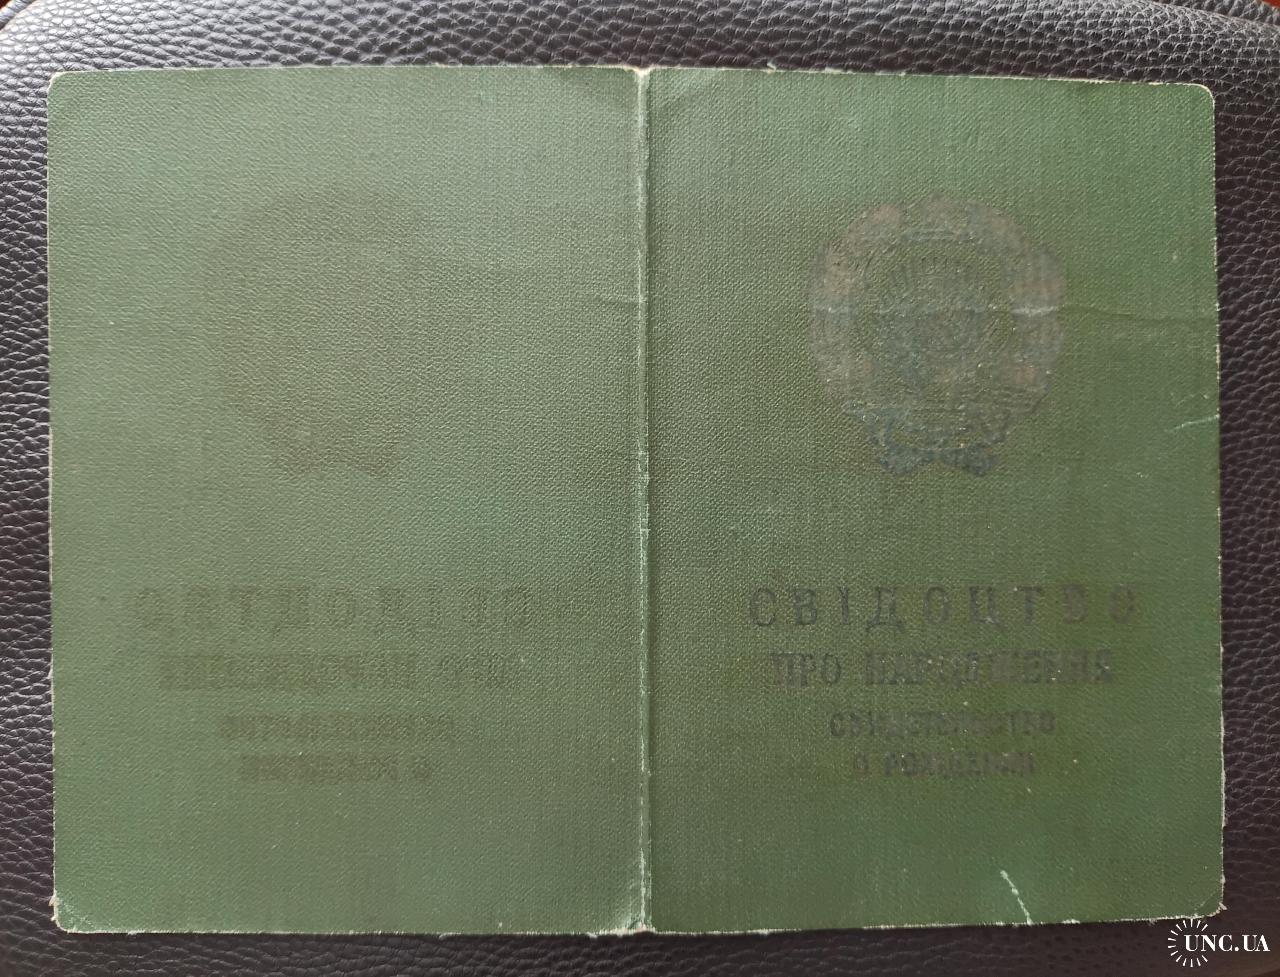 СВІДОЦТВО
ПРО НАРОДЖЕННЯ
СВИДЕТЕЛЬСТВО
О РОЖДЕНИИ
UNC.UA